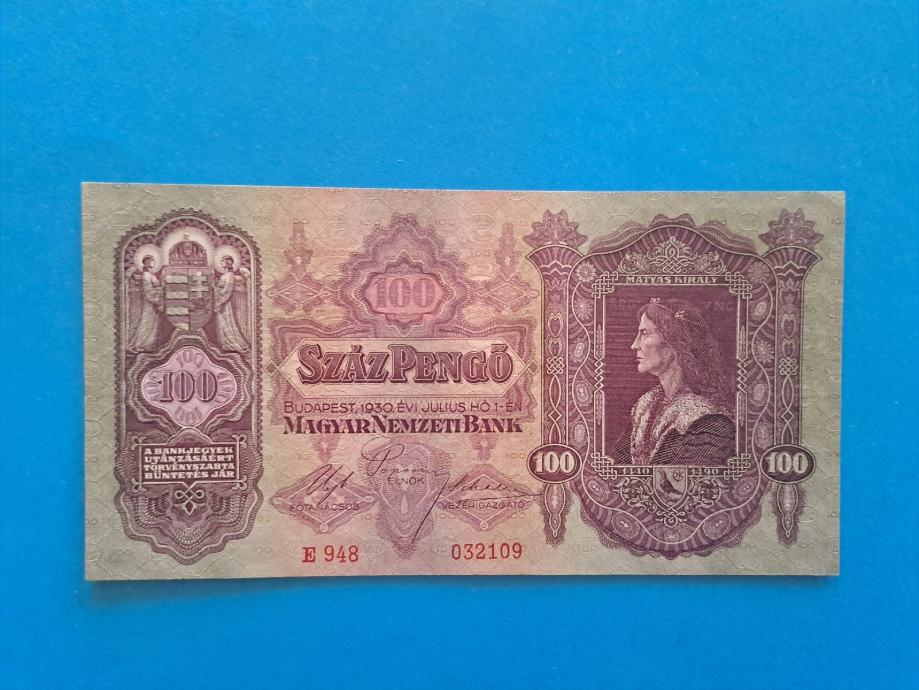 100
SZÁZ PENGŐ
BUDAPEST, 1930. ÉVI JULIUS HÓ 1-ÉN
MAGYAR NEMZETI BANK
FŐTANÁCSOS
ELNÖK
VEZÉRIGAZGATÓ
E 948
032109
100
A BANKJEGYEK
UTÁNZÁSÁÉRT
TÖRVÉNYSZABTA
BÜNTETÉS JÁR
MÁTYÁS KIRÁLY
1440
1490
100
100